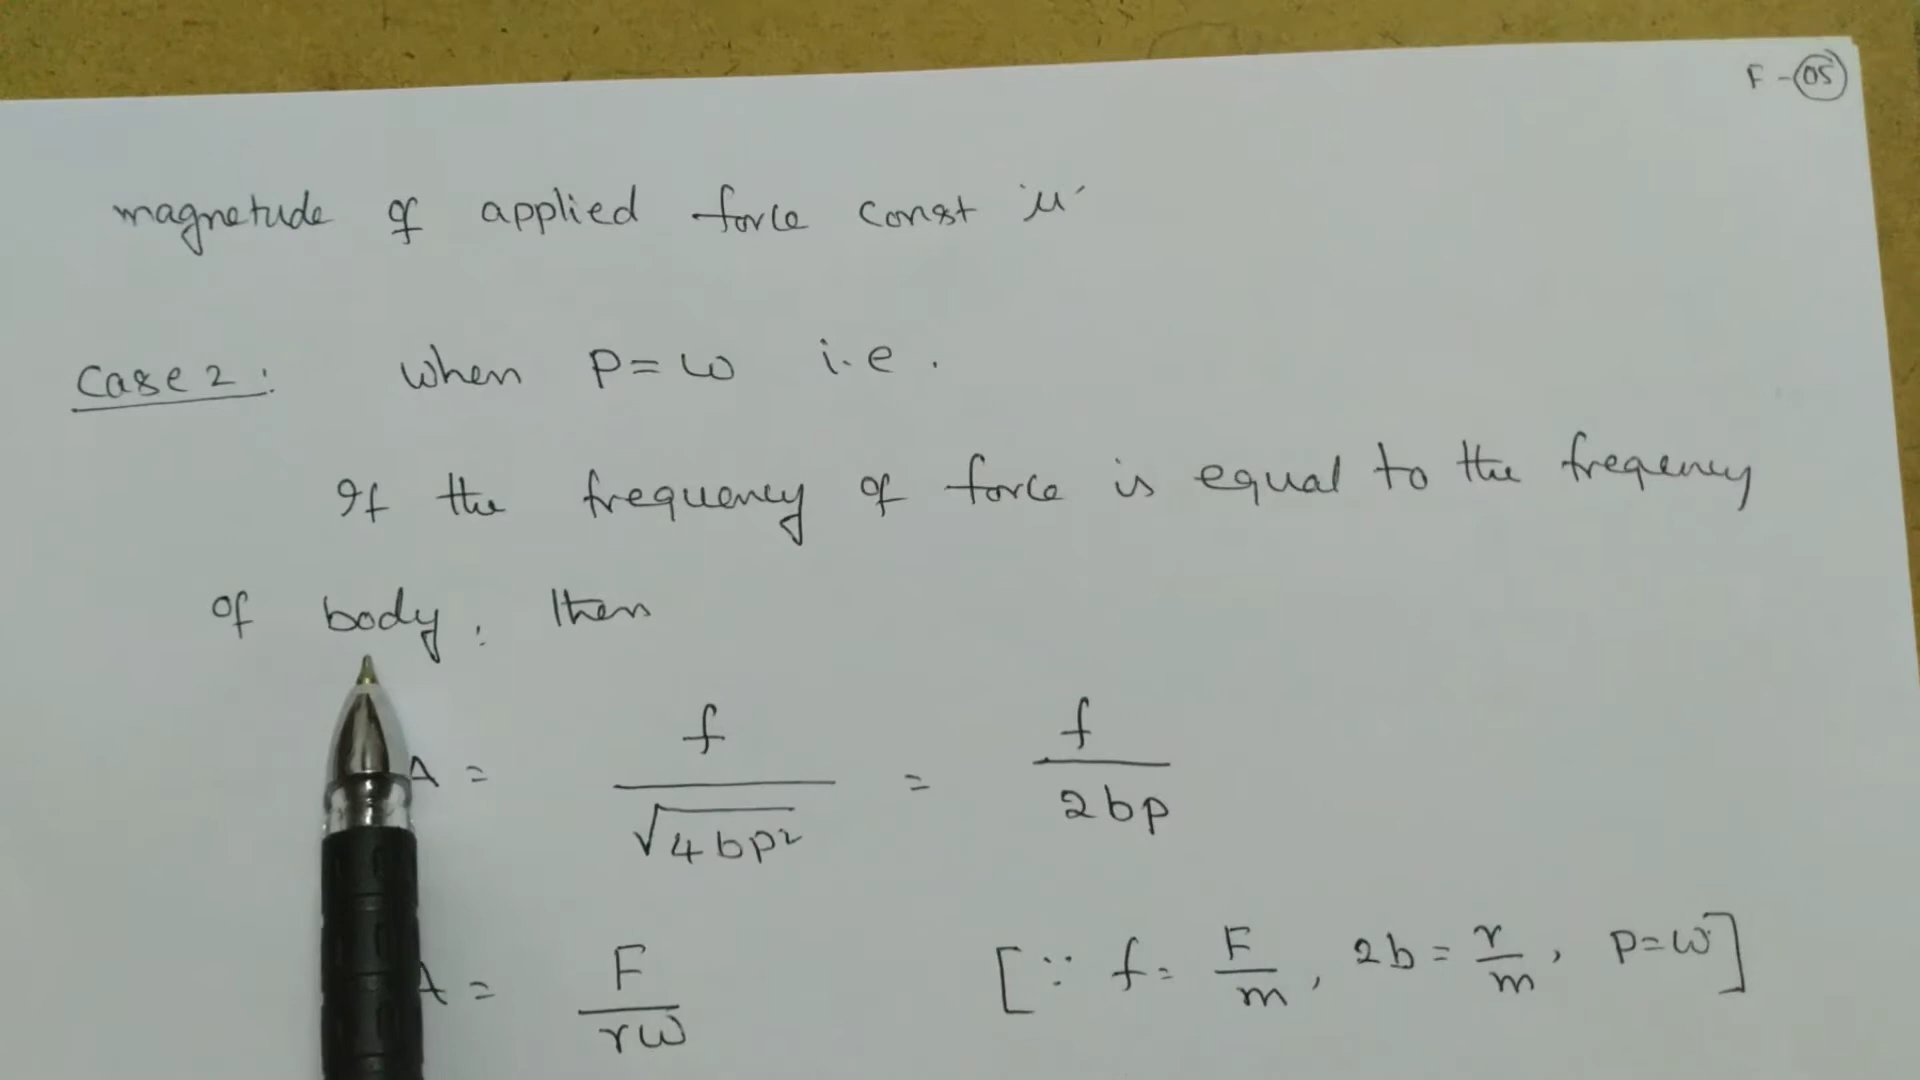 F - 05
magnetude of applied force const 'μ'
Case 2: When p = ω i.e.
If the frequency of force is equal to the freqency
of body. Then
A = f / √4bp² = f / 2bp
A = F / rω [∵ f = F/m, 2b = r/m, p = ω]